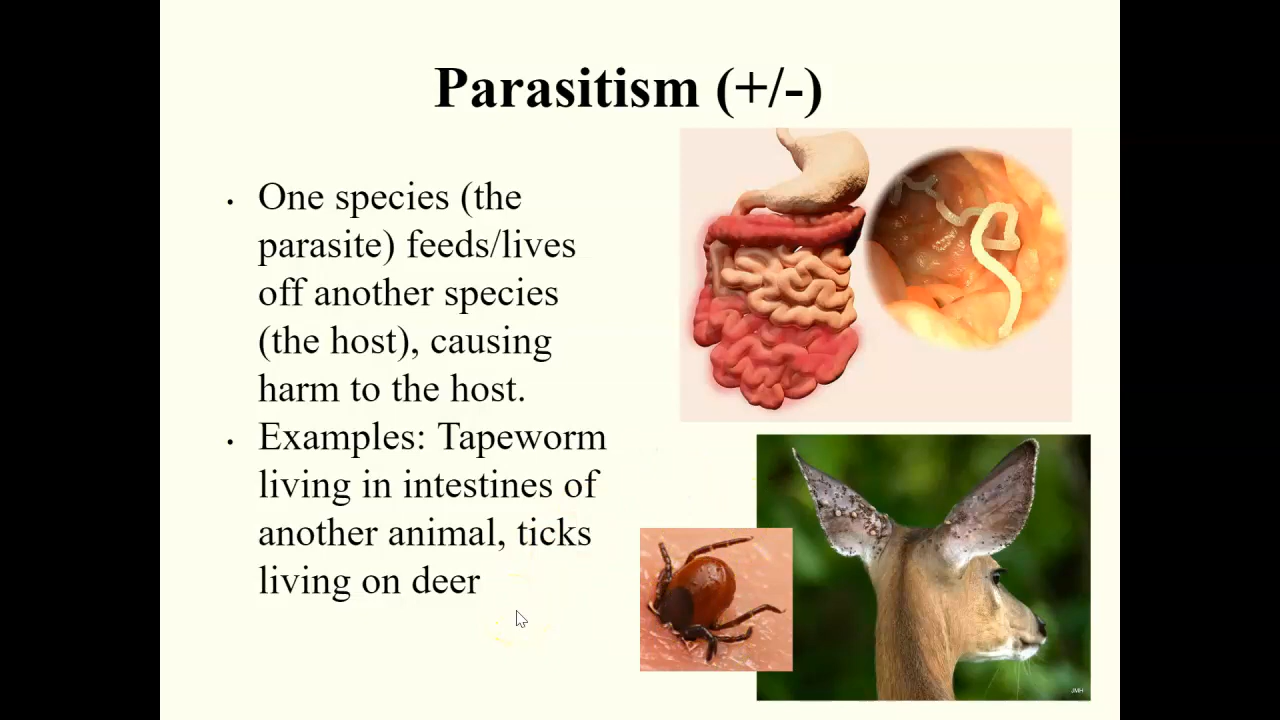 Parasitism (+/-)
• One species (the
parasite) feeds/lives
off another species
(the host), causing
harm to the host.
• Examples: Tapeworm
living in intestines of
another animal, ticks
living on deer
JMH